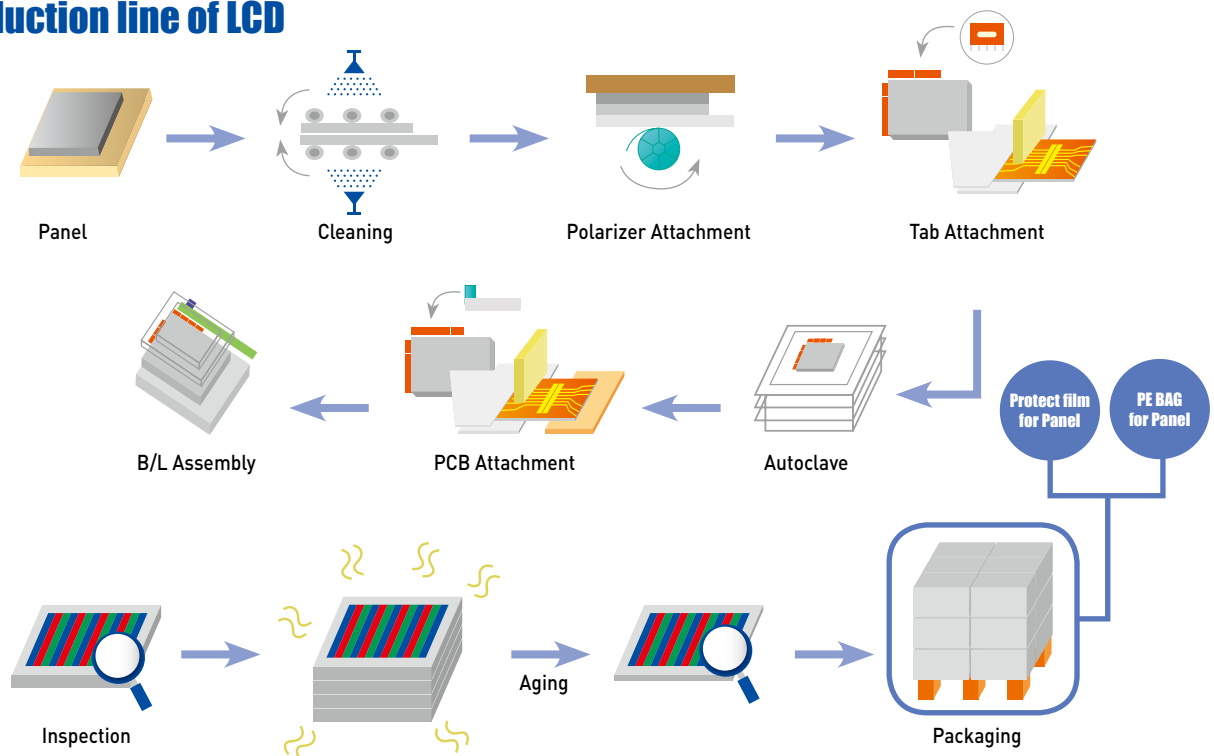 duction line of LCD
Panel
Cleaning
Polarizer Attachment
Tab Attachment
B/L Assembly
PCB Attachment
Autoclave
Protect film
for Panel
PE BAG
for Panel
Inspection
Aging
Packaging